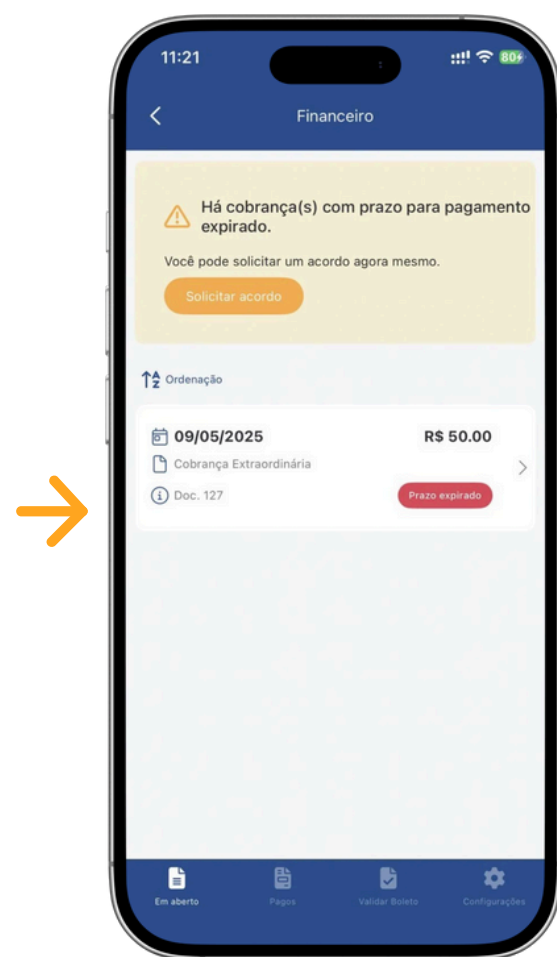 11:21
80
Financeiro
Há cobrança(s) com prazo para pagamento
expirado.
Você pode solicitar um acordo agora mesmo.
Solicitar acordo
Ordenação
09/05/2025
R$ 50.00
Cobrança Extraordinária
Doc. 127
Prazo expirado
Em aberto
Pagos
Validar Boleto
Configurações